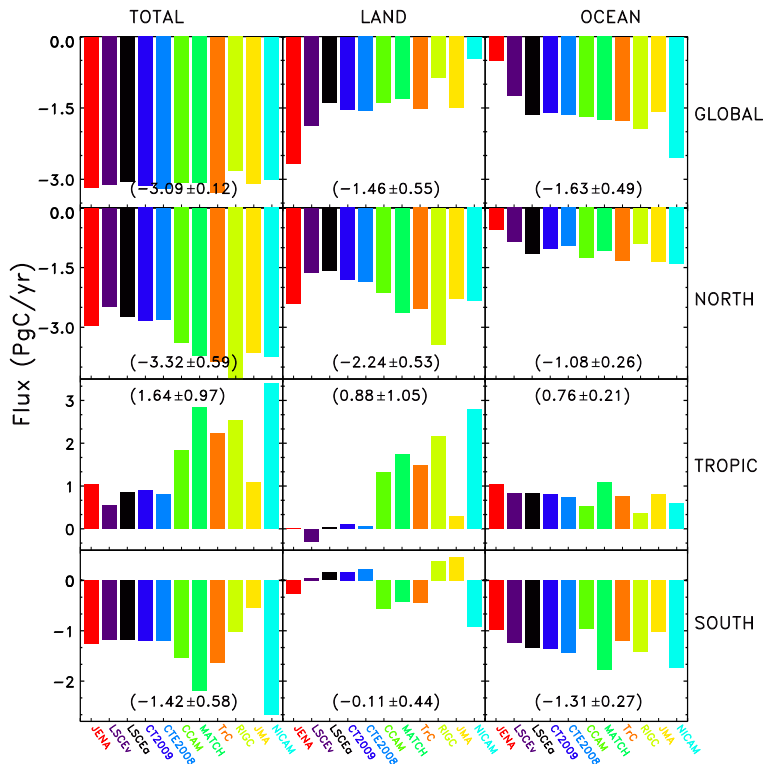 TOTAL LAND OCEAN
0.0
−1.5
−3.0
(−3.09±0.12) (−1.46±0.55) (−1.63±0.49)
GLOBAL
0.0
−1.5
−3.0
(−3.32±0.59) (−2.24±0.53) (−1.08±0.26)
NORTH
Flux (PgC/yr)
(1.64±0.97) (0.88±1.05) (0.76±0.21)
3
2
1
0
TROPIC
0
−1
−2
(−1.42±0.58) (−0.11±0.44) (−1.31±0.27)
SOUTH
JENA LSCEv LSCEa CT2009 CTE2008 CCAM MATCH TrC RIGC JMA NICAM
JENA LSCEv LSCEa CT2009 CTE2008 CCAM MATCH TrC RIGC JMA NICAM
JENA LSCEv LSCEa CT2009 CTE2008 CCAM MATCH TrC RIGC JMA NICAM